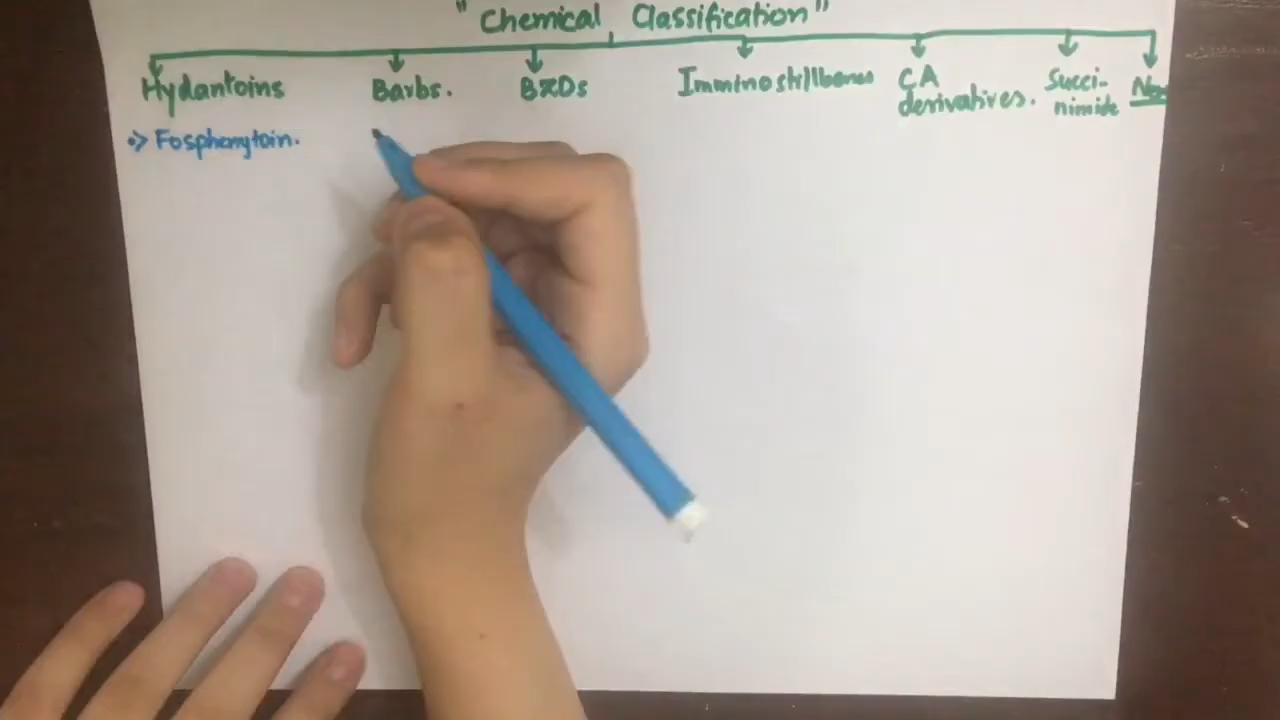 "Chemical Classification"
Hydantoins Barbs. BZDs Imminostillbenes CA derivatives. Succi-nimide
•> Fosphenytoin.